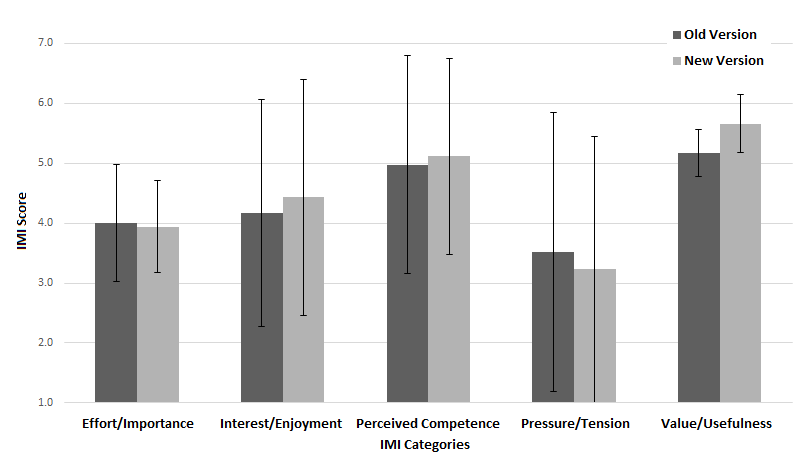 Old Version
New Version
7.0
6.0
5.0
4.0
3.0
2.0
1.0
IMI Score
Effort/Importance
Interest/Enjoyment
Perceived Competence
Pressure/Tension
Value/Usefulness
IMI Categories